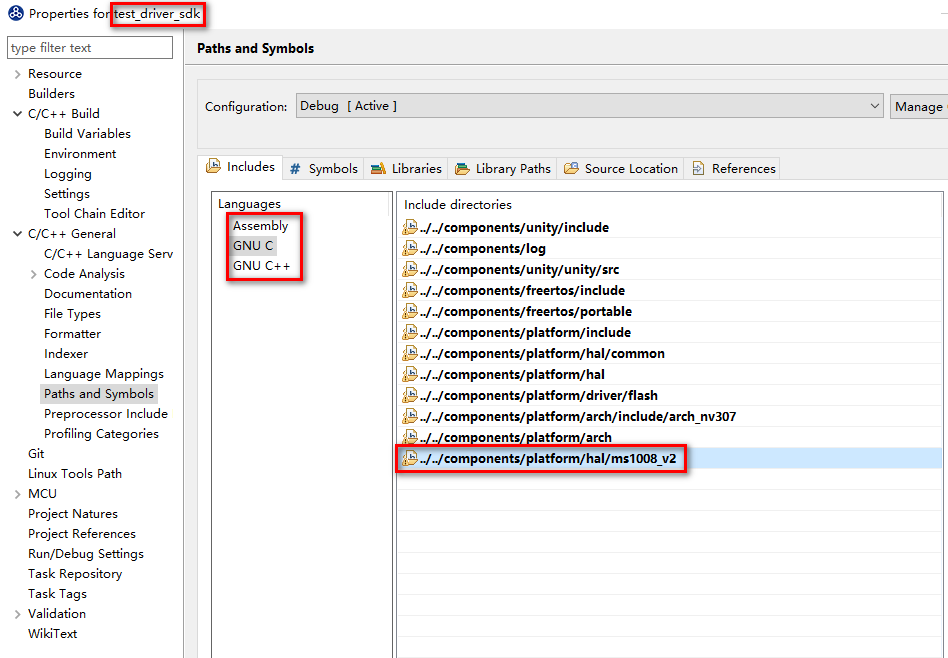 Properties for test_driver_sdk
type filter text
Resource
Builders
C/C++ Build
Build Variables
Environment
Logging
Settings
Tool Chain Editor
C/C++ General
C/C++ Language Serv
Code Analysis
Documentation
File Types
Formatter
Indexer
Language Mappings
Paths and Symbols
Preprocessor Include
Profiling Categories
Git
Linux Tools Path
MCU
Project Natures
Project References
Run/Debug Settings
Task Repository
Task Tags
Validation
WikiText
Paths and Symbols
Configuration: Debug [ Active ] Manage
Includes # Symbols Libraries Library Paths Source Location References
Languages
Assembly
GNU C
GNU C++
Include directories
../../components/unity/include
../../components/log
../../components/unity/unity/src
../../components/freertos/include
../../components/freertos/portable
../../components/platform/include
../../components/platform/hal/common
../../components/platform/hal
../../components/platform/driver/flash
../../components/platform/arch/include/arch_nv307
../../components/platform/arch
../../components/platform/hal/ms1008_v2